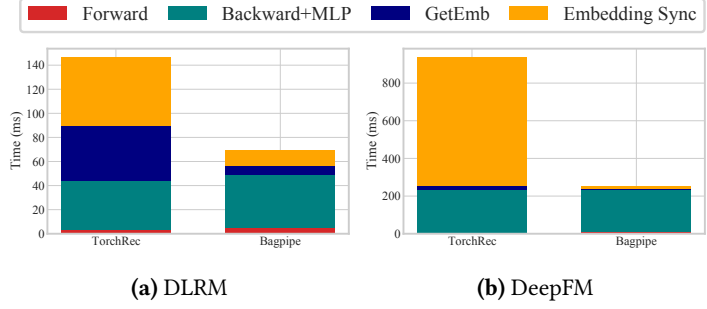 Forward Backward+MLP GetEmb Embedding Sync
Time (ms)
140
120
100
80
60
40
20
0
TorchRec Bagpipe
(a) DLRM
Time (ms)
800
600
400
200
0
TorchRec Bagpipe
(b) DeepFM